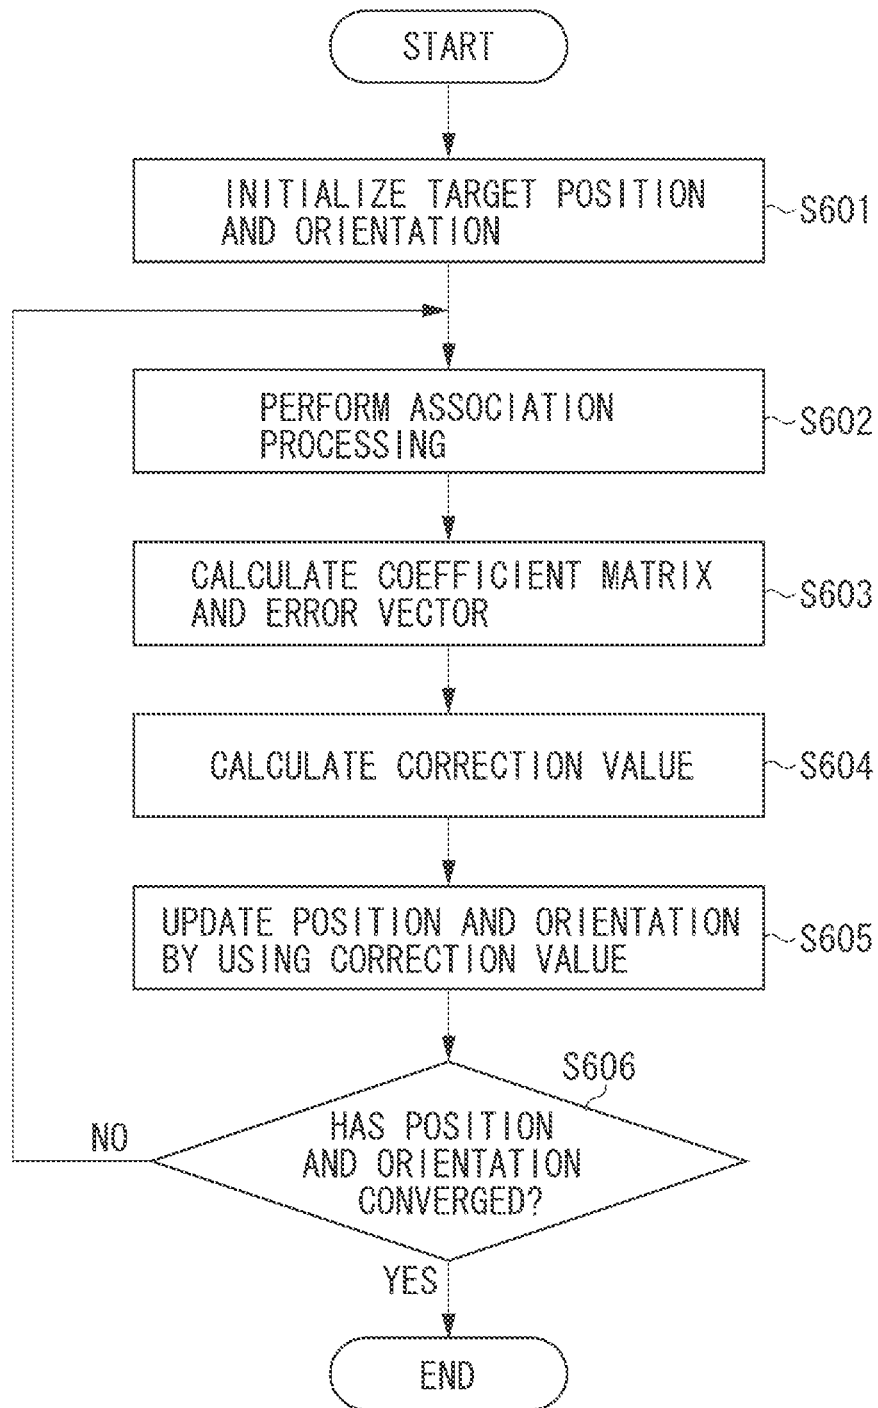 START
INITIALIZE TARGET POSITION
AND ORIENTATION
S601
PERFORM ASSOCIATION
PROCESSING
S602
CALCULATE COEFFICIENT MATRIX
AND ERROR VECTOR
S603
CALCULATE CORRECTION VALUE
S604
UPDATE POSITION AND ORIENTATION
BY USING CORRECTION VALUE
S605
S606
HAS POSITION
AND ORIENTATION
CONVERGED?
NO
YES
END